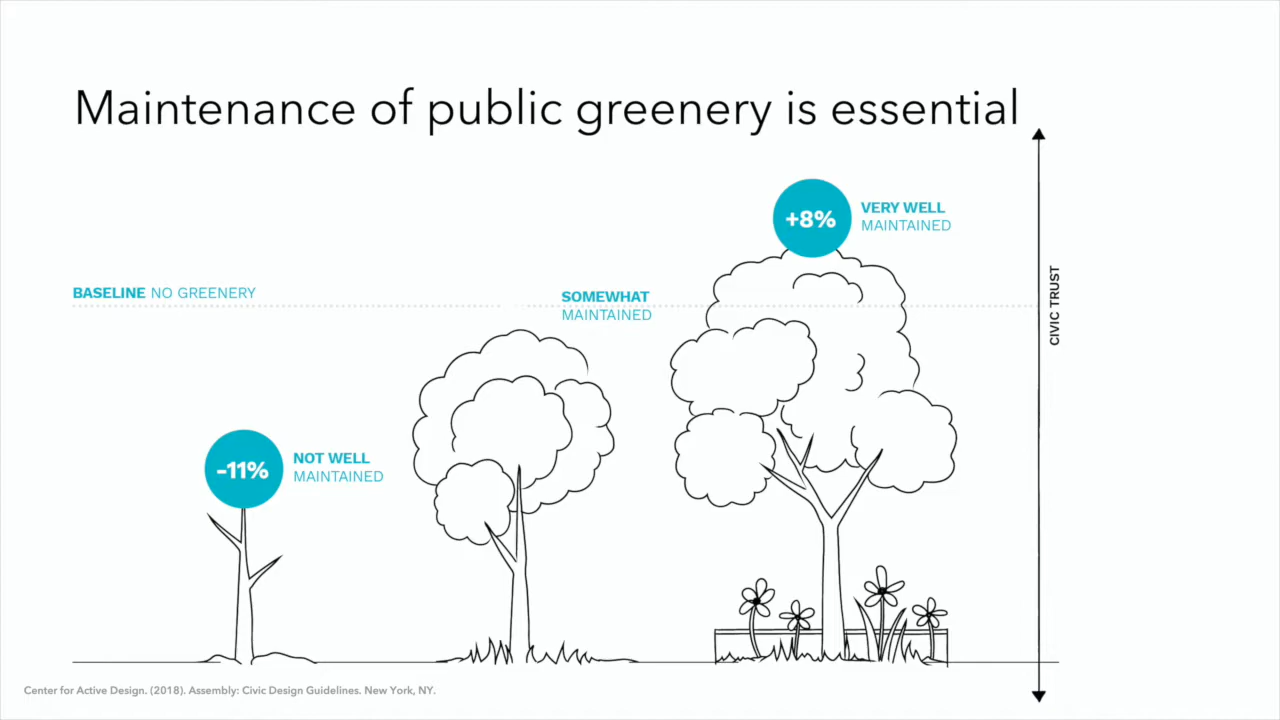 Maintenance of public greenery is essential
+8%
VERY WELL
MAINTAINED
BASELINE NO GREENERY
SOMEWHAT
MAINTAINED
CIVIC TRUST
-11%
NOT WELL
MAINTAINED
Center for Active Design. (2018). Assembly: Civic Design Guidelines. New York, NY.